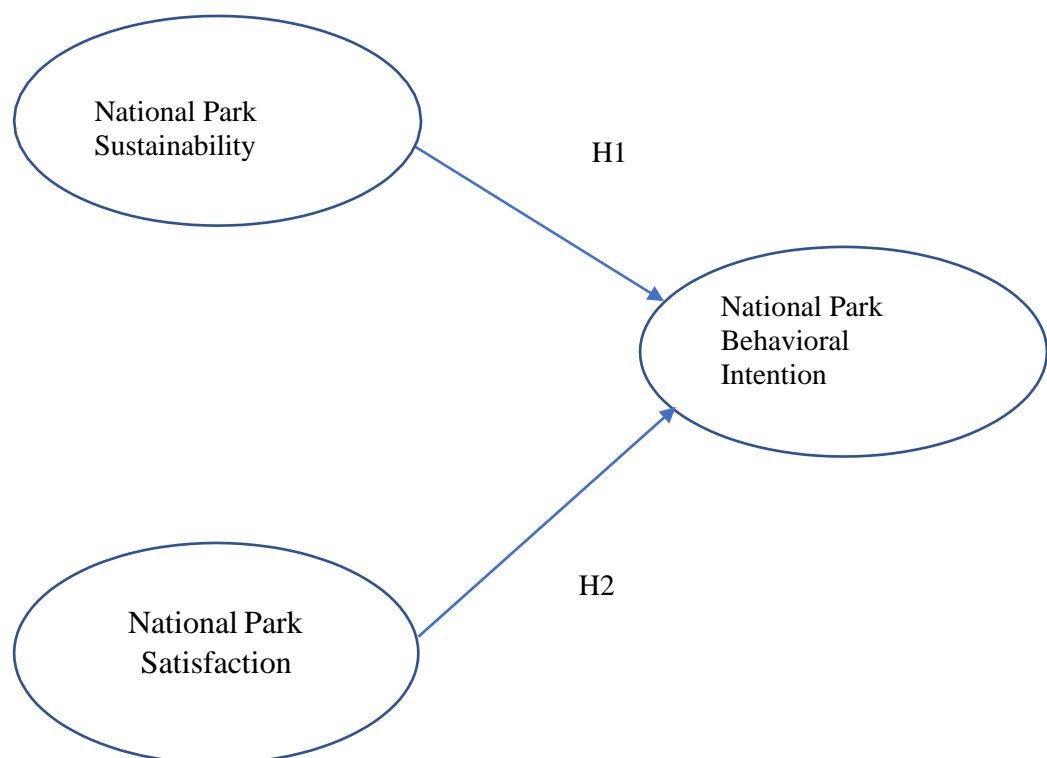 National Park
Sustainability
H1
National Park
Behavioral
Intention
H2
National Park
Satisfaction